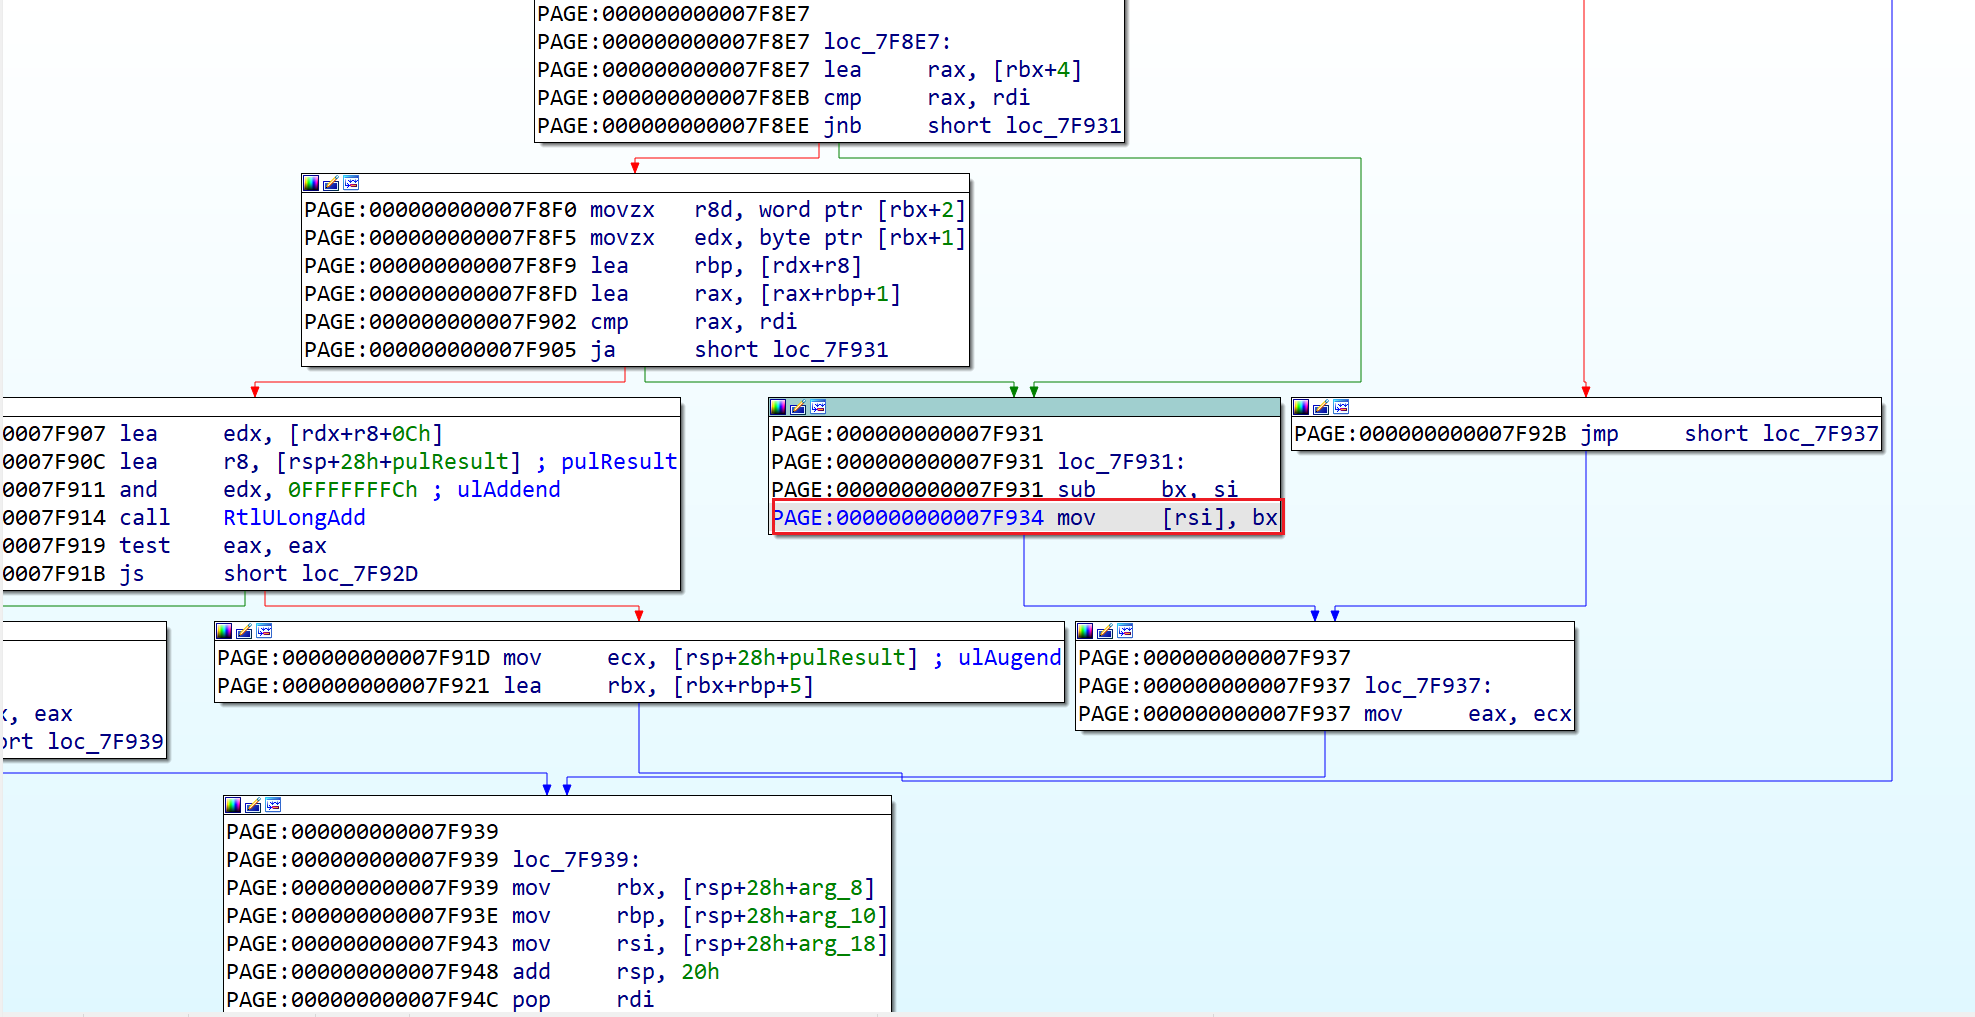 PAGE:000000000007F8E7
PAGE:000000000007F8E7 loc_7F8E7:
PAGE:000000000007F8E7 lea rax, [rbx+4]
PAGE:000000000007F8EB cmp rax, rdi
PAGE:000000000007F8EE jnb short loc_7F931
PAGE:000000000007F8F0 movzx r8d, word ptr [rbx+2]
PAGE:000000000007F8F5 movzx edx, byte ptr [rbx+1]
PAGE:000000000007F8F9 lea rbp, [rdx+r8]
PAGE:000000000007F8FD lea rax, [rax+rbp+1]
PAGE:000000000007F902 cmp rax, rdi
PAGE:000000000007F905 ja short loc_7F931
0007F907 lea edx, [rdx+r8+0Ch]
0007F90C lea r8, [rsp+28h+pulResult] ; pulResult
0007F911 and edx, 0FFFFFFFCh ; ulAddend
0007F914 call RtlULongAdd
0007F919 test eax, eax
0007F91B js short loc_7F92D
PAGE:000000000007F931
PAGE:000000000007F931 loc_7F931:
PAGE:000000000007F931 sub bx, si
PAGE:000000000007F934 mov [rsi], bx
PAGE:000000000007F92B jmp short loc_7F937
x, eax
ort loc_7F939
PAGE:000000000007F91D mov ecx, [rsp+28h+pulResult] ; ulAugend
PAGE:000000000007F921 lea rbx, [rbx+rbp+5]
PAGE:000000000007F937
PAGE:000000000007F937 loc_7F937:
PAGE:000000000007F937 mov eax, ecx
PAGE:000000000007F939
PAGE:000000000007F939 loc_7F939:
PAGE:000000000007F939 mov rbx, [rsp+28h+arg_8]
PAGE:000000000007F93E mov rbp, [rsp+28h+arg_10]
PAGE:000000000007F943 mov rsi, [rsp+28h+arg_18]
PAGE:000000000007F948 add rsp, 20h
PAGE:000000000007F94C pop rdi